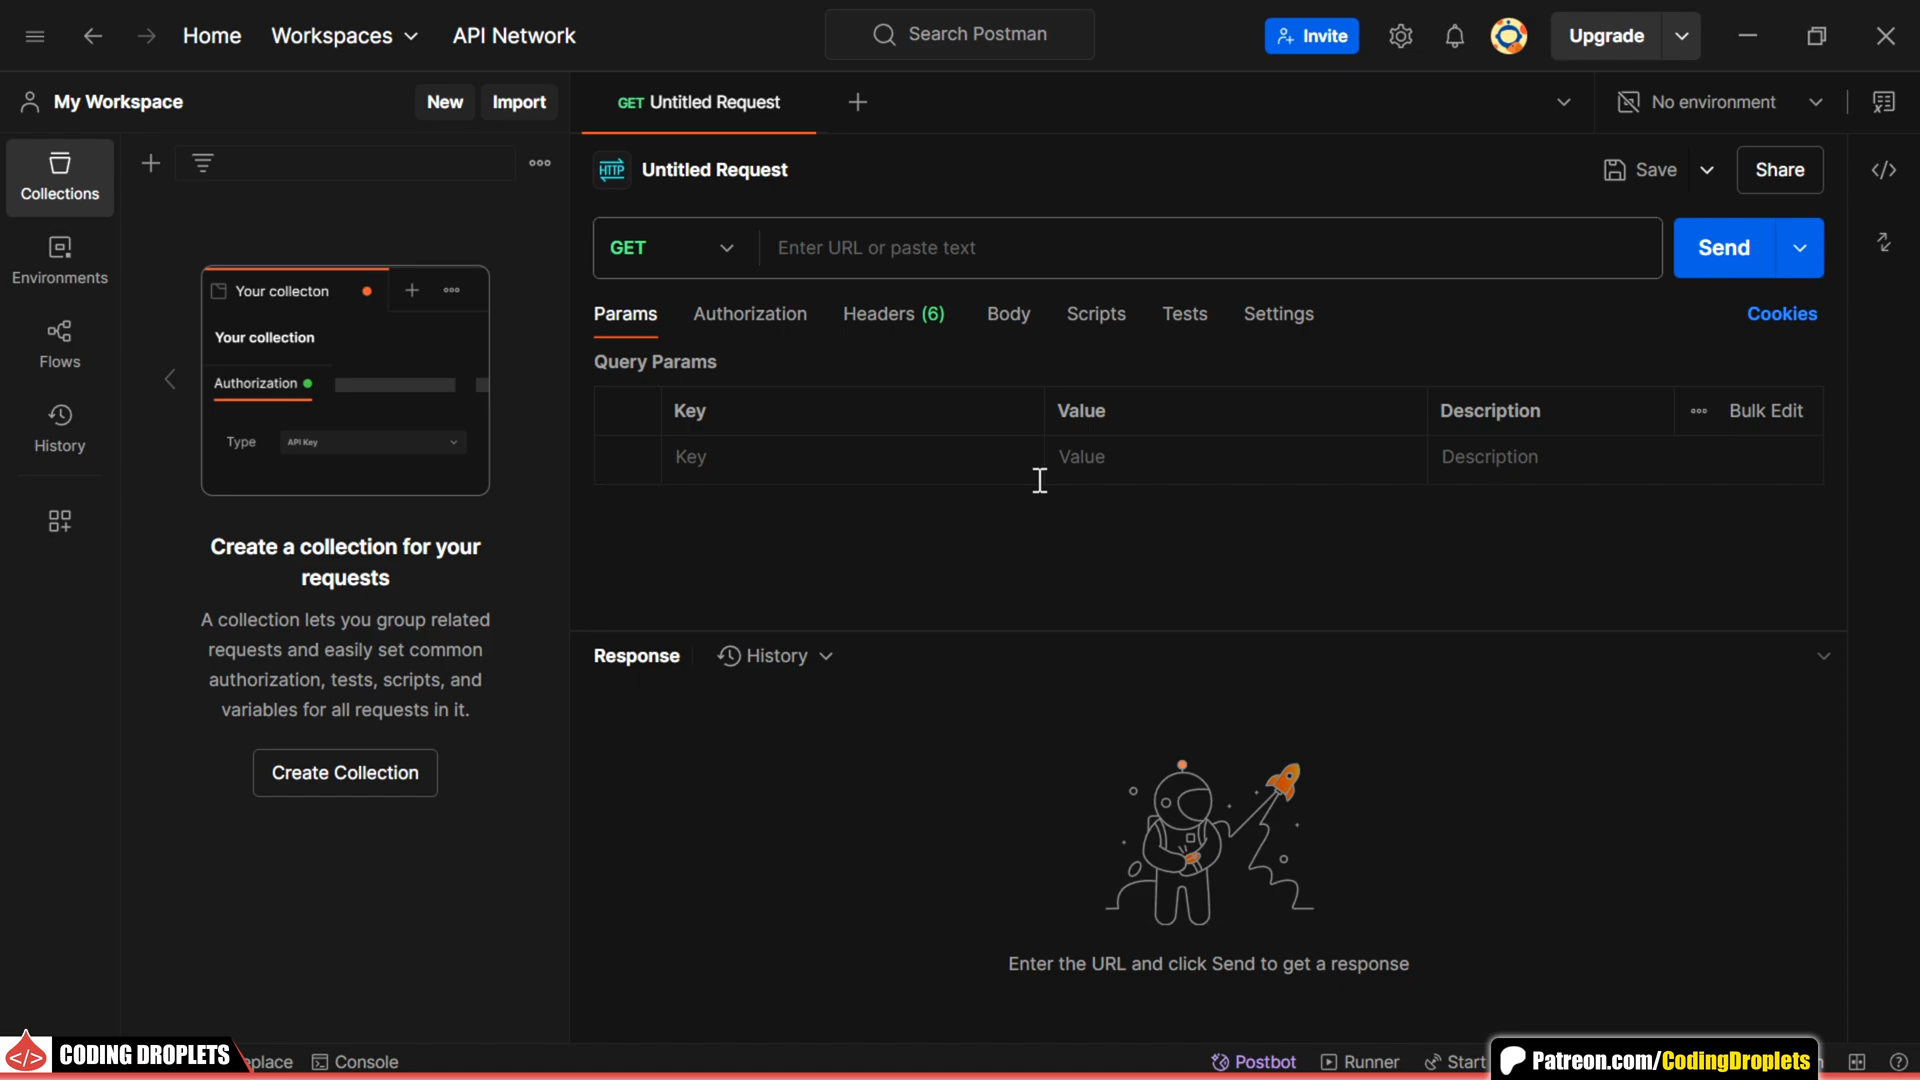 Home
Workspaces
API Network
Search Postman
Invite
Upgrade
My Workspace
New
Import
GET Untitled Request
No environment
Collections
HTTP
Untitled Request
Save
Share
Environments
GET
Enter URL or paste text
Send
Your collecton
Params
Authorization
Headers (6)
Body
Scripts
Tests
Settings
Cookies
Your collection
Flows
Query Params
Authorization
Key
Value
Description
Bulk Edit
History
Type
API Key
Key
Value
Description
Create a collection for your
requests
A collection lets you group related
requests and easily set common
authorization, tests, scripts, and
variables for all requests in it.
Create Collection
Response
History
Enter the URL and click Send to get a response
CODING DROPLETS
place
Console
Postbot
Runner
Start
Patreon.com/CodingDroplets